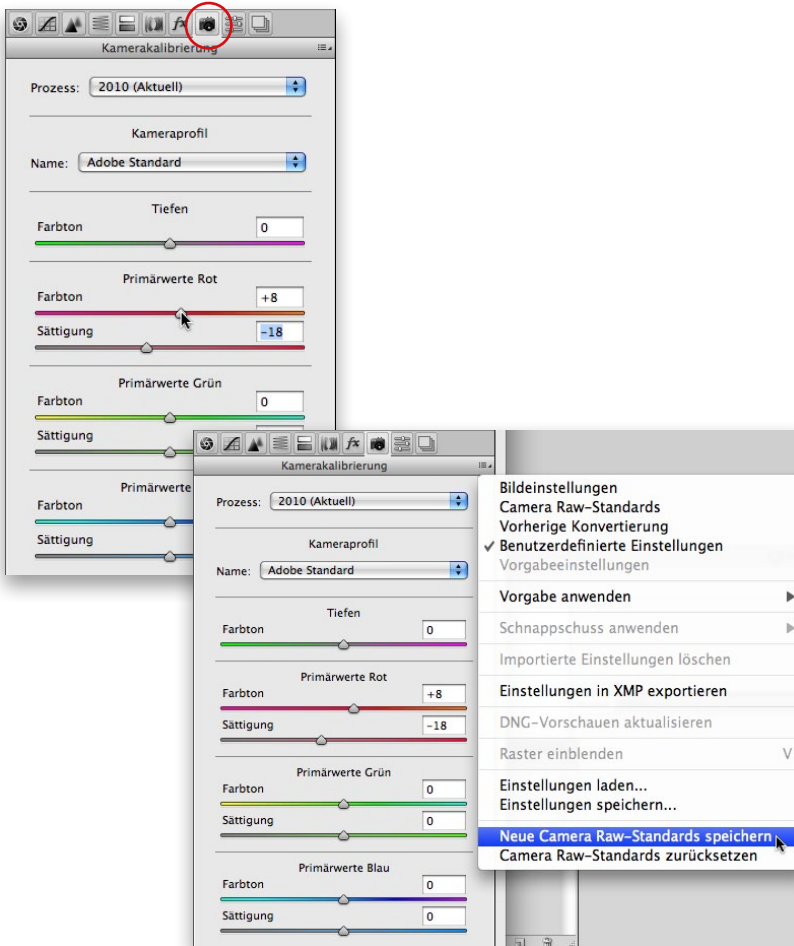 fx
Kamerakalibrierung
Prozess: 2010 (Aktuell)
Kameraprofil
Name: Adobe Standard
Tiefen
Farbton 0
Primärwerte Rot
Farbton +8
Sättigung -18
Primärwerte Grün
Farbton 0
Sättigung
Primärwerte
Farbton
Sättigung
fx
Kamerakalibrierung
Prozess: 2010 (Aktuell)
Kameraprofil
Name: Adobe Standard
Tiefen
Farbton 0
Primärwerte Rot
Farbton +8
Sättigung -18
Primärwerte Grün
Farbton 0
Sättigung 0
Primärwerte Blau
Farbton 0
Sättigung 0
Bildeinstellungen
Camera Raw-Standards
Vorherige Konvertierung
✓ Benutzerdefinierte Einstellungen
Vorgabeeinstellungen
Vorgabe anwenden
Schnappschuss anwenden
Importierte Einstellungen löschen
Einstellungen in XMP exportieren
DNG-Vorschauen aktualisieren
Raster einblenden V
Einstellungen laden...
Einstellungen speichern...
Neue Camera Raw-Standards speichern
Camera Raw-Standards zurücksetzen